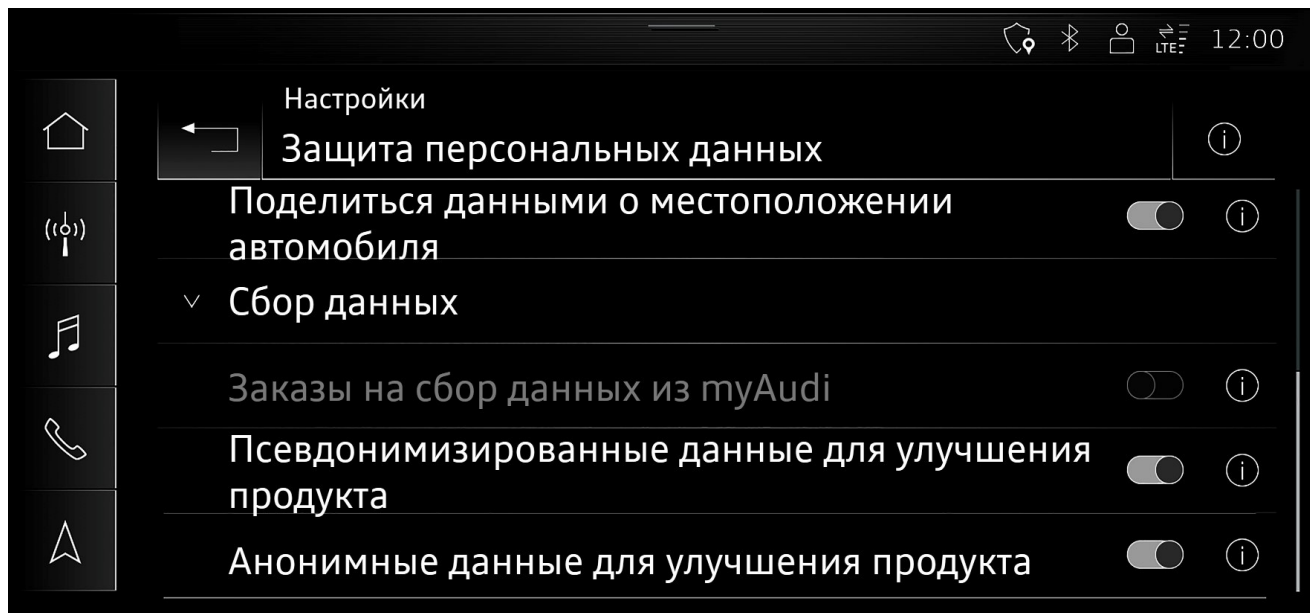 LTE 12:00
Настройки
Защита персональных данных
Поделиться данными о местоположении
автомобиля
Сбор данных
Заказы на сбор данных из myAudi
Псевдонимизированные данные для улучшения
продукта
Анонимные данные для улучшения продукта